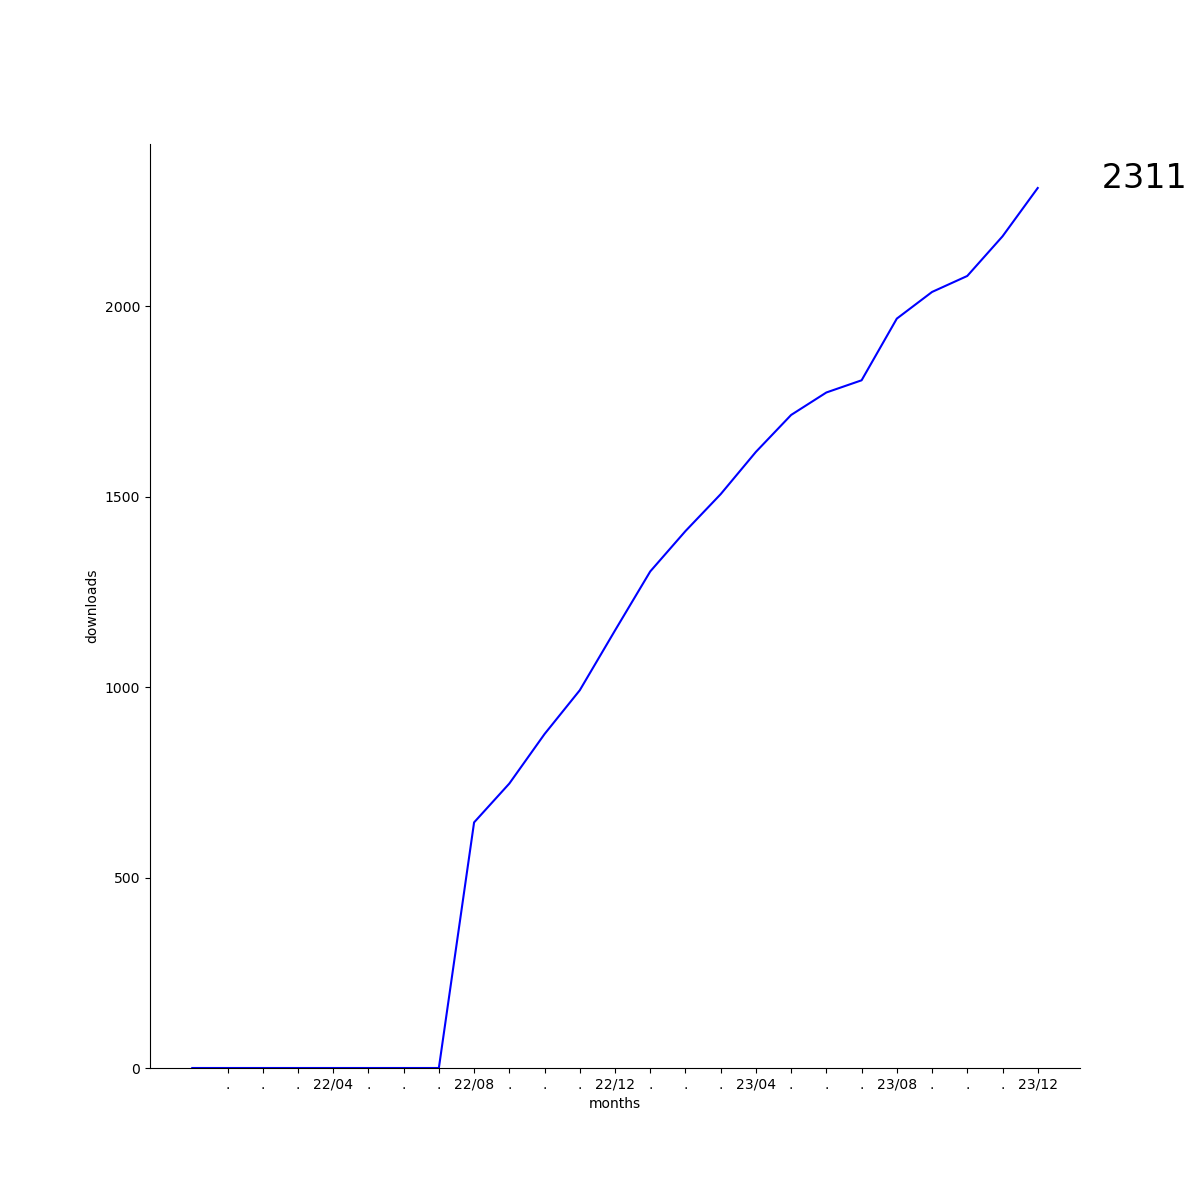 2311
2000
1500
1000
500
0
downloads
. . . 22/04 . . . 22/08 . . . 22/12 . . . 23/04 . . . 23/08 . . . 23/12
months